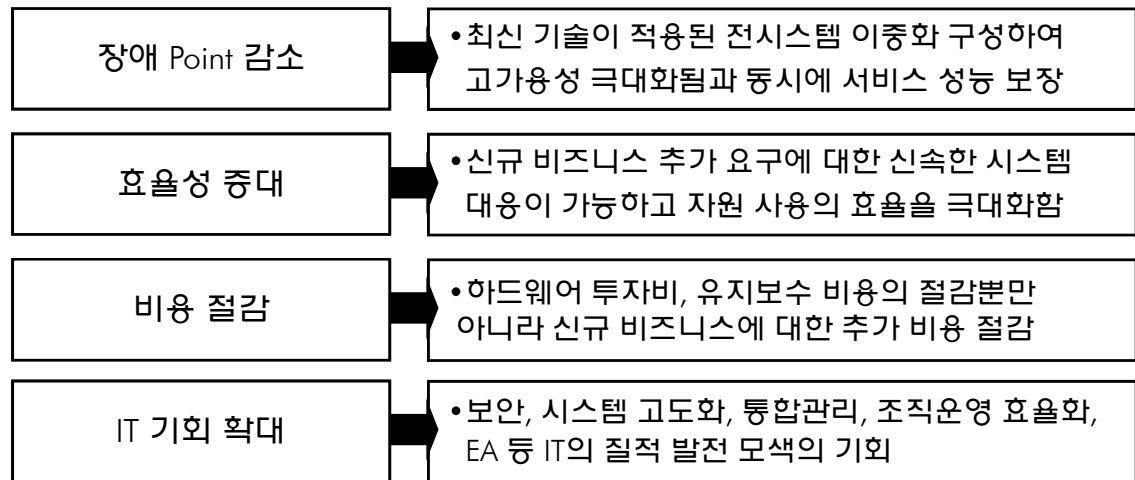 장애 Point 감소
•최신 기술이 적용된 전시스템 이중화 구성하여
고가용성 극대화됨과 동시에 서비스 성능 보장
효율성 증대
•신규 비즈니스 추가 요구에 대한 신속한 시스템
대응이 가능하고 자원 사용의 효율을 극대화함
비용 절감
•하드웨어 투자비, 유지보수 비용의 절감뿐만
아니라 신규 비즈니스에 대한 추가 비용 절감
IT 기회 확대
•보안, 시스템 고도화, 통합관리, 조직운영 효율화,
EA 등 IT의 질적 발전 모색의 기회